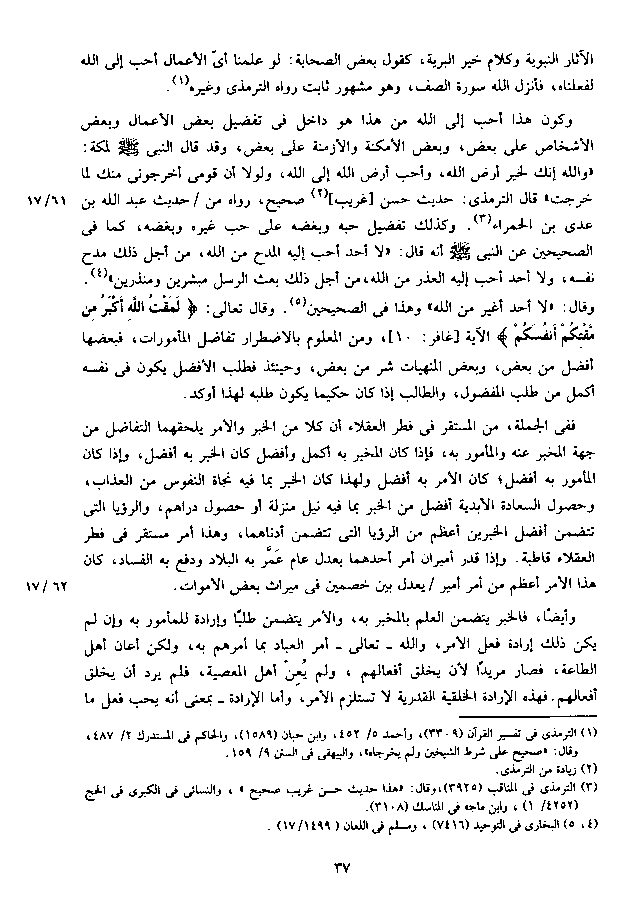 الآثار النبوية وكلام خير البرية، كقول بعض الصحابة: لو علمنا أىّ الأعمال أحب إلى الله
لفعلناه، فأنزل الله سورة الصف، وهو مشهور ثابت رواه الترمذى وغيره(١).
وكون هذا أحب إلى الله من هذا هو داخل فى تفضيل بعض الأعمال وبعض
الأشخاص على بعض، وبعض الأمكنة والأزمنة على بعض، وقد قال النبى ﷺ لمكة:
«والله إنك لخير أرض الله، وأحب أرض الله إلى الله، ولولا أن قومى أخرجونى منك لما
خرجت» قال الترمذى: حديث حسن [غريب](٢) صحيح، رواه من / حديث عبد الله بن ١٧/٦١
عدى بن الحمراء(٣). وكذلك تفضيل حبه وبغضه على حب غيره وبغضه، كما فى
الصحيحين عن النبى ﷺ أنه قال: «لا أحد أحب إليه المدح من الله، من أجل ذلك مدح
نفسه، ولا أحد أحب إليه العذر من الله،من أجل ذلك بعث الرسل مبشرين ومنذرين»(٤).
وقال: «لا أحد أغير من الله» وهذا فى الصحيحين(٥). وقال تعالى: ﴿ لَمَقْتُ اللَّهِ أَكْبَرُ مِن
مَّقْتِكُمْ أَنفُسَكُمْ ﴾ الآية [غافر: ١٠]، ومن المعلوم بالاضطرار تفاضل المأمورات، فبعضها
أفضل من بعض، وبعض المنهيات شر من بعض، وحينئذ فطلب الأفضل يكون فى نفسه
أكمل من طلب المفضول، والطالب إذا كان حكيما يكون طلبه لهذا أوكد.
ففى الجملة، من المستقر فى فطر العقلاء أن كلا من الخبر والأمر يلحقهما التفاضل من
جهة المخبر عنه والمأمور به، فإذا كان المخبر به أكمل وأفضل كان الخبر به أفضل، وإذا كان
المأمور به أفضل؛ كان الأمر به أفضل ولهذا كان الخبر بما فيه نجاة النفوس من العذاب،
وحصول السعادة الأبدية أفضل من الخبر بما فيه نيل منزلة أو حصول دراهم، والرؤيا التى
تتضمن أفضل الخبرين أعظم من الرؤيا التى تتضمن أدناهما، وهذا أمر مستقر فى فطر
العقلاء قاطبة. وإذا قدر أميران أمر أحدهما بعدل عام عَمَّر به البلاد ودفع به الفساد، كان
هذا الأمر أعظم من أمر أمير / يعدل بين خصمين فى ميراث بعض الأموات. ١٧/٦٢
وأيضًا، فالخبر يتضمن العلم بالمخبر به، والأمر يتضمن طلبًا وإرادة للمأمور به وإن لم
يكن ذلك إرادة فعل الأمر، والله ـ تعالى ـ أمر العباد بما أمرهم به، ولكن أعان أهل
الطاعة، فصار مريدًا لأن يخلق أفعالهم ، ولم يُعِنْ أهل المعصية، فلم يرد أن يخلق
أفعالهم. فهذه الإرادة الخلقية القدرية لا تستلزم الأمر، وأما الإرادة ـ بمعنى أنه يحب فعل ما
(١) الترمذى فى تفسير القرآن (٣٣٠٩)، وأحمد ٥/ ٤٥٢، وابن حبان (١٥٨٩)، والحاكم فى المستدرك ٢/ ٤٨٧،
وقال: «صحيح على شرط الشيخين ولم يخرجاه»، والبيهقى فى السنن ٩/ ١٥٩.
(٢) زيادة من الترمذى.
(٣) الترمذى فى المناقب (٣٩٢٥)،وقال: «هذا حديث حسن غريب صحيح » ، والنسائى فى الكبرى فى الحج
(٤٢٥٢/ ١) ، وابن ماجه فى المناسك (٣١٠٨).
(٤، ٥) البخارى فى التوحيد (٧٤١٦) ، ومسلم فى اللعان (١٧/١٤٩٩) .
٣٧